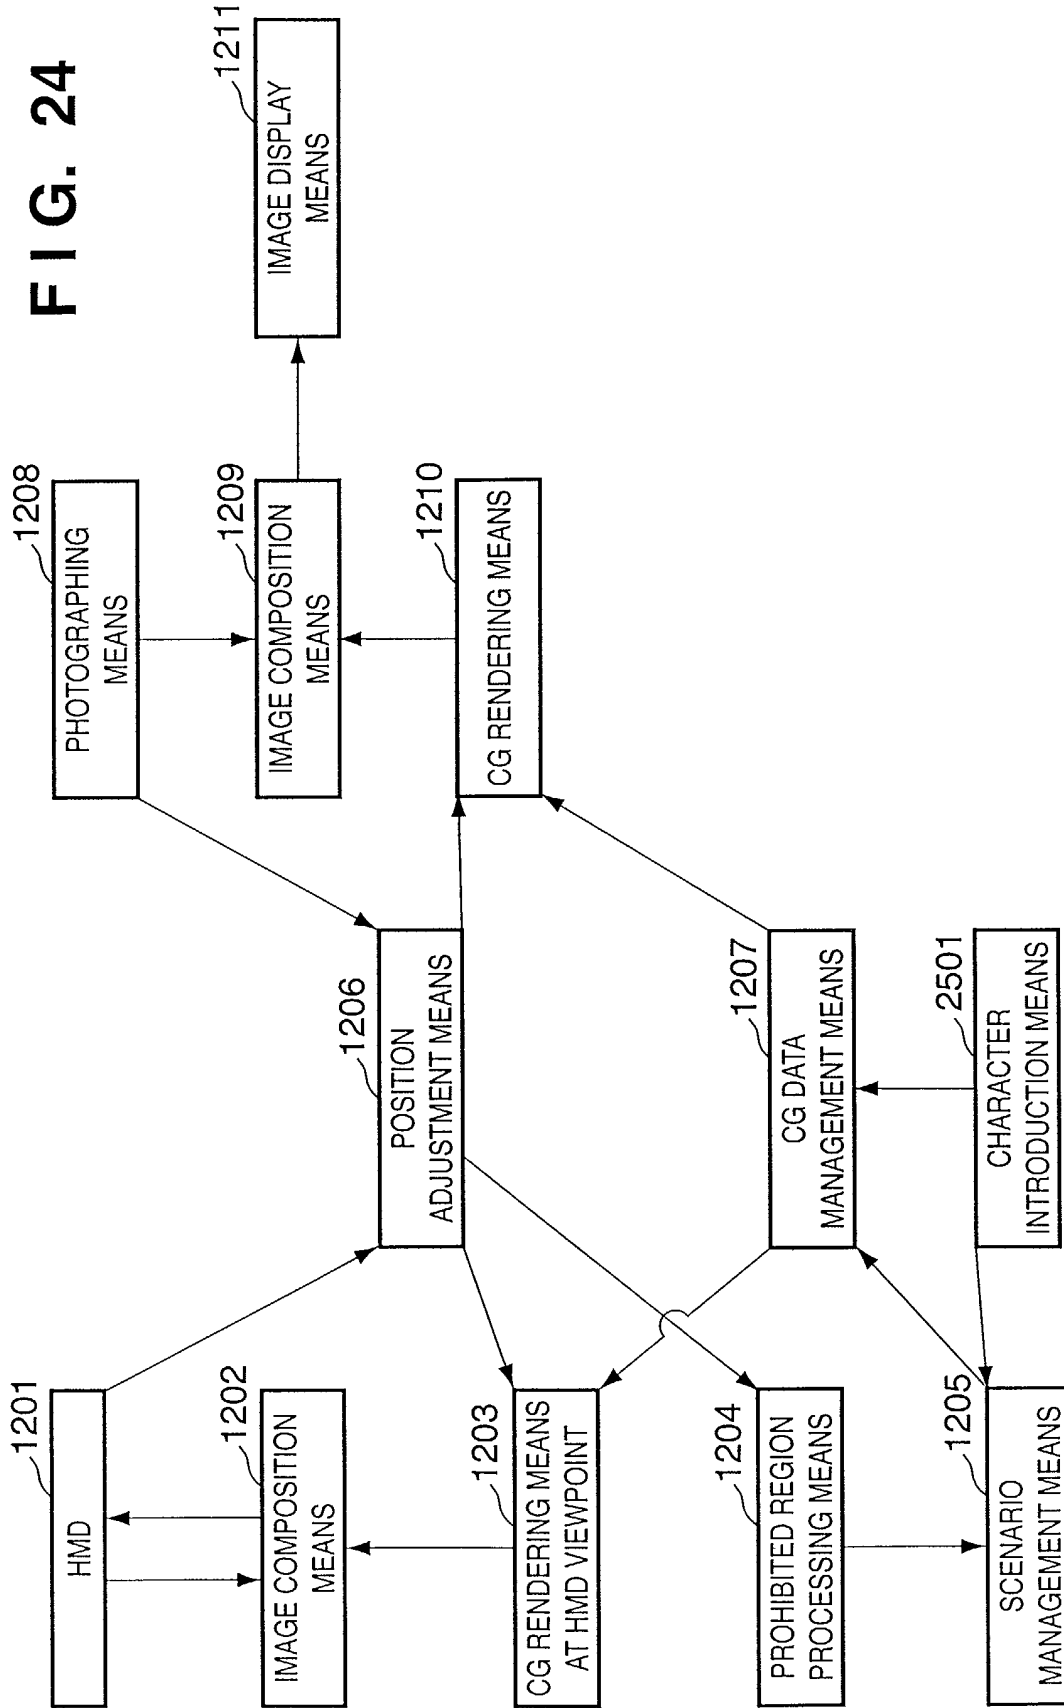 FIG. 24
1201
HMD
1202
IMAGE COMPOSITION
MEANS
1203
CG RENDERING MEANS
AT HMD VIEWPOINT
1204
PROHIBITED REGION
PROCESSING MEANS
1205
SCENARIO
MANAGEMENT MEANS
1206
POSITION
ADJUSTMENT MEANS
1207
CG DATA
MANAGEMENT MEANS
2501
CHARACTER
INTRODUCTION MEANS
1208
PHOTOGRAPHING
MEANS
1209
IMAGE COMPOSITION
MEANS
1210
CG RENDERING MEANS
1211
IMAGE DISPLAY
MEANS